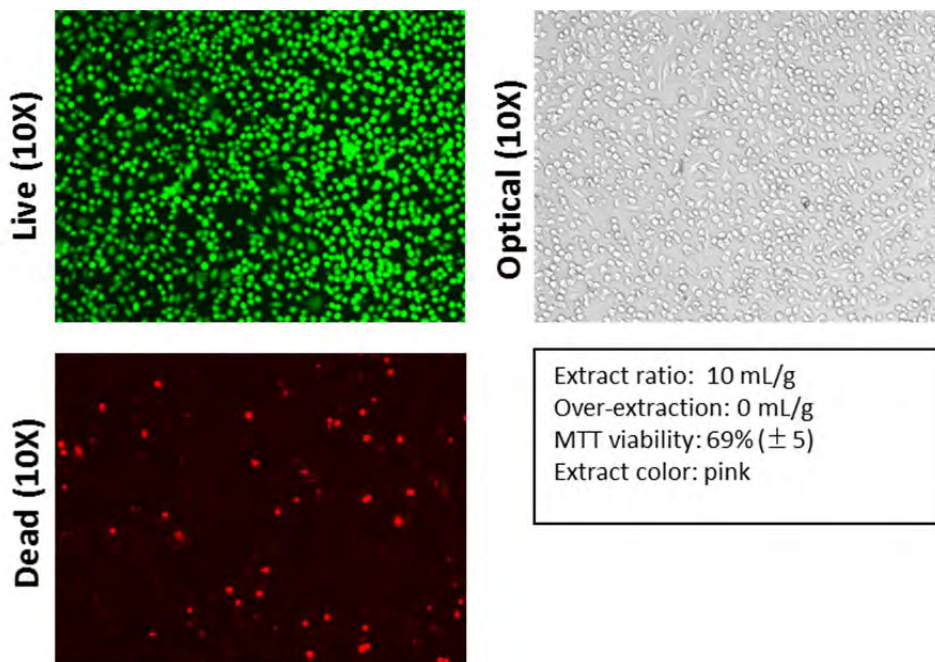 Live (10X)
Optical (10X)
Dead (10X)
Extract ratio: 10 mL/g
Over-extraction: 0 mL/g
MTT viability: 69% (± 5)
Extract color: pink